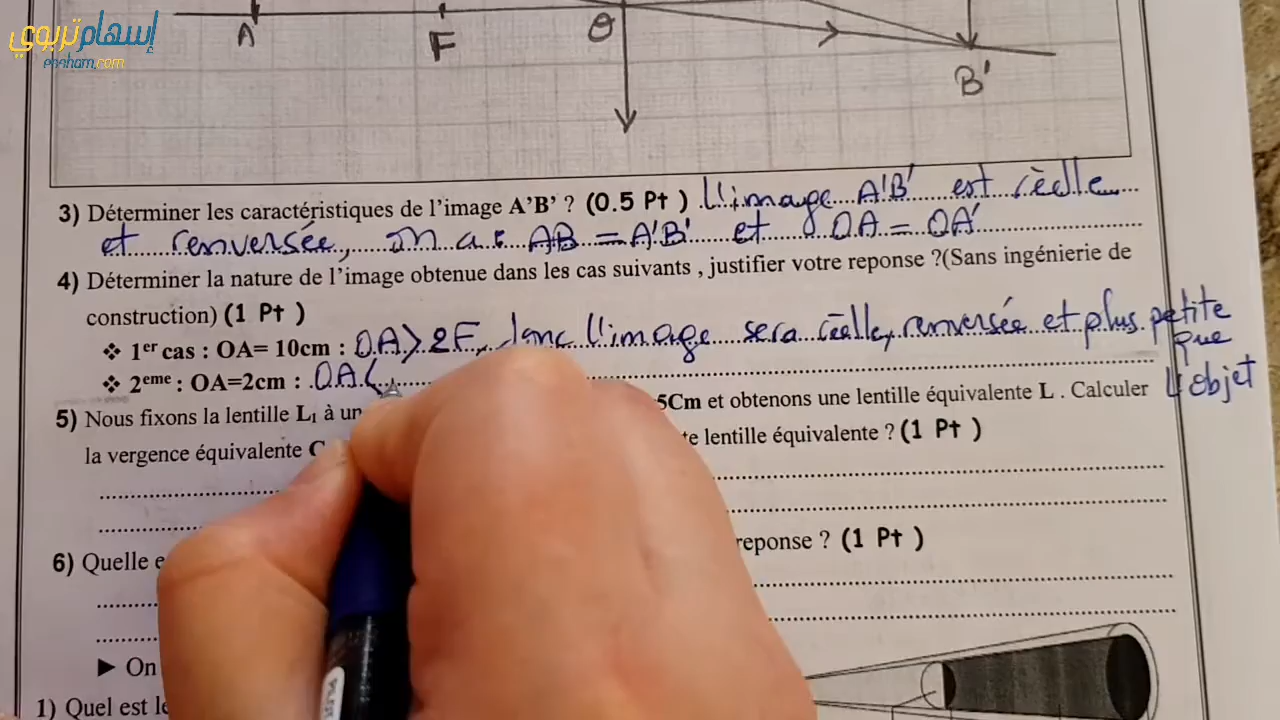 إسهام تربوي
esham.com
A
F
O
B'
3) Déterminer les caractéristiques de l'image A'B' ? (0.5 Pt ) L'image A'B' est réelle
et renversée, on a : AB = A'B' et OA = OA'
4) Déterminer la nature de l'image obtenue dans les cas suivants , justifier votre reponse ?(Sans ingénierie de
construction) (1 Pt )
❖ 1er cas : OA= 10cm : OA > 2F, donc l'image sera réelle, renversée et plus petite
que
❖ 2eme : OA=2cm : OA <
L'objet
5) Nous fixons la lentille L₁ à un 5Cm et obtenons une lentille équivalente L . Calculer
la vergence équivalente C lentille équivalente ? (1 Pt )
6) Quelle reponse ? (1 Pt )
► On
1) Quel est